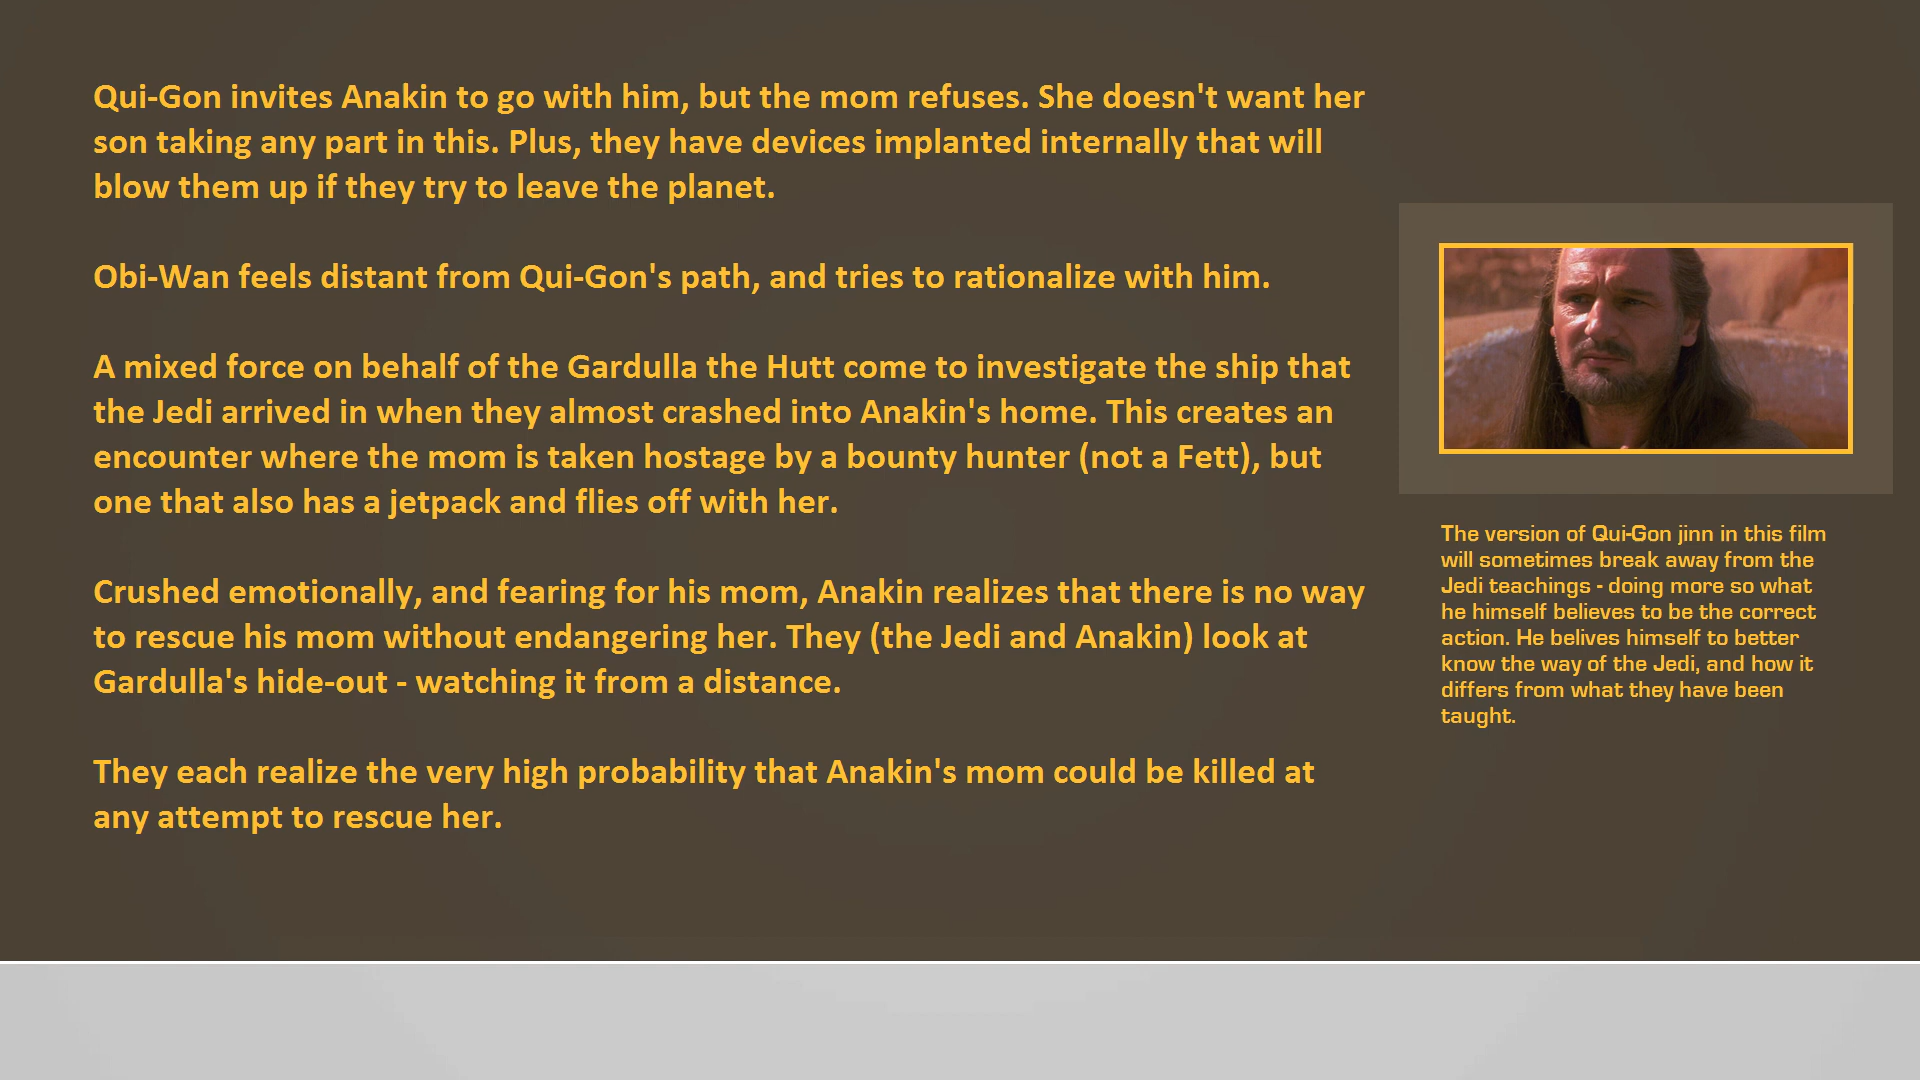 Qui-Gon invites Anakin to go with him, but the mom refuses. She doesn't want her
son taking any part in this. Plus, they have devices implanted internally that will
blow them up if they try to leave the planet.
Obi-Wan feels distant from Qui-Gon's path, and tries to rationalize with him.
A mixed force on behalf of the Gardulla the Hutt come to investigate the ship that
the Jedi arrived in when they almost crashed into Anakin's home. This creates an
encounter where the mom is taken hostage by a bounty hunter (not a Fett), but
one that also has a jetpack and flies off with her.
Crushed emotionally, and fearing for his mom, Anakin realizes that there is no way
to rescue his mom without endangering her. They (the Jedi and Anakin) look at
Gardulla's hide-out - watching it from a distance.
They each realize the very high probability that Anakin's mom could be killed at
any attempt to rescue her.
The version of Qui-Gon jinn in this film
will sometimes break away from the
Jedi teachings - doing more so what
he himself believes to be the correct
action. He belives himself to better
know the way of the Jedi, and how it
differs from what they have been
taught.